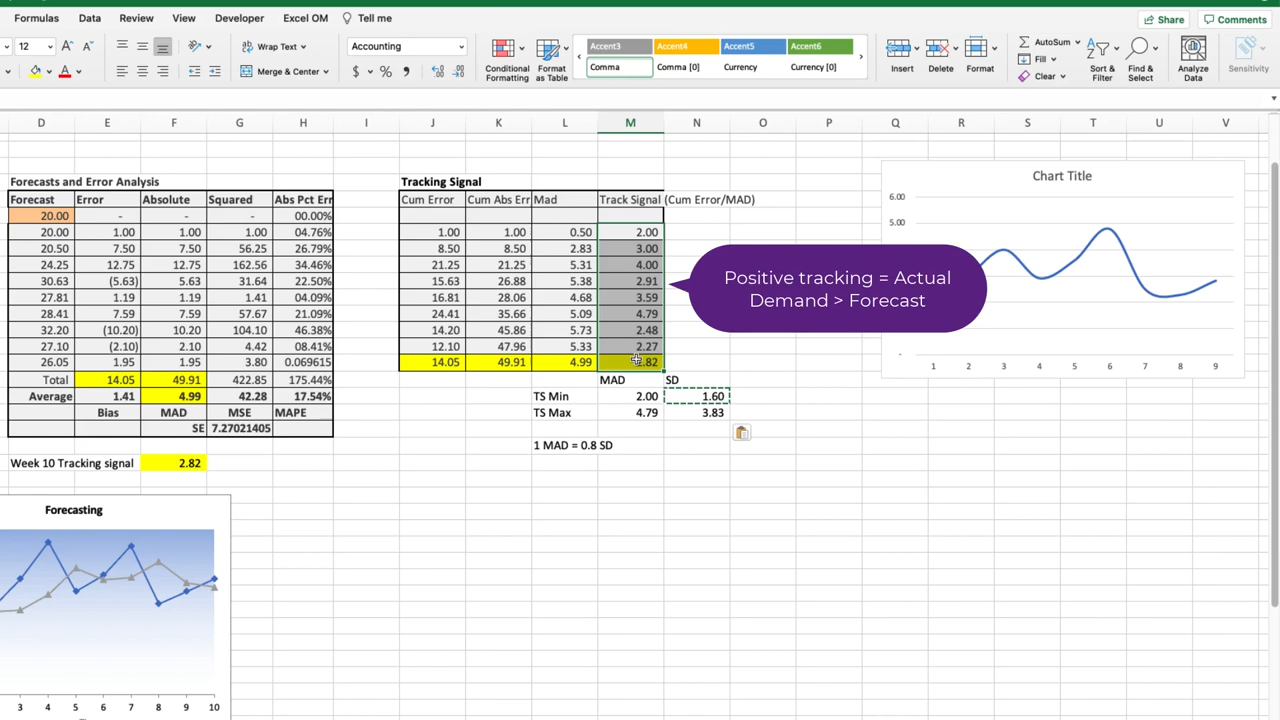 Formulas Data Review View Developer Excel OM Tell me
Share Comments
12 A A Wrap Text Accounting
Accent3 Accent4 Accent5 Accent6
AutoSum
Fill
Clear
A A Merge & Center $ % 9
Conditional Formatting
Format as Table
Comma Comma [0] Currency Currency [0]
Insert Delete Format
Sort & Filter
Find & Select
Analyze Data
Sensitivity
D E F G H I J K L M N O P Q R S T U V
Forecasts and Error Analysis
Forecast Error Absolute Squared Abs Pct Err
20.00 - - - 00.00%
20.00 1.00 1.00 1.00 04.76%
20.50 7.50 7.50 56.25 26.79%
24.25 12.75 12.75 162.56 34.46%
30.63 (5.63) 5.63 31.64 22.50%
27.81 1.19 1.19 1.41 04.09%
28.41 7.59 7.59 57.67 21.09%
32.20 (10.20) 10.20 104.10 46.38%
27.10 (2.10) 2.10 4.42 08.41%
26.05 1.95 1.95 3.80 0.069615
Total 14.05 49.91 422.85 175.44%
Average 1.41 4.99 42.28 17.54%
Bias MAD MSE MAPE
SE 7.27021405
Week 10 Tracking signal 2.82
Tracking Signal
Cum Error Cum Abs Err Mad Track Signal (Cum Error/MAD)
1.00 1.00 0.50 2.00
8.50 8.50 2.83 3.00
21.25 21.25 5.31 4.00
15.63 26.88 5.38 2.91
16.81 28.06 4.68 3.59
24.41 35.66 5.09 4.79
14.20 45.86 5.73 2.48
12.10 47.96 5.33 2.27
14.05 49.91 4.99 .82
MAD SD
TS Min 2.00 1.60
TS Max 4.79 3.83
1 MAD = 0.8 SD
Positive tracking = Actual
Demand > Forecast
Chart Title
6.00
5.00
-
1 2 3 4 5 6 7 8 9
Forecasting
3 4 5 6 7 8 9 10